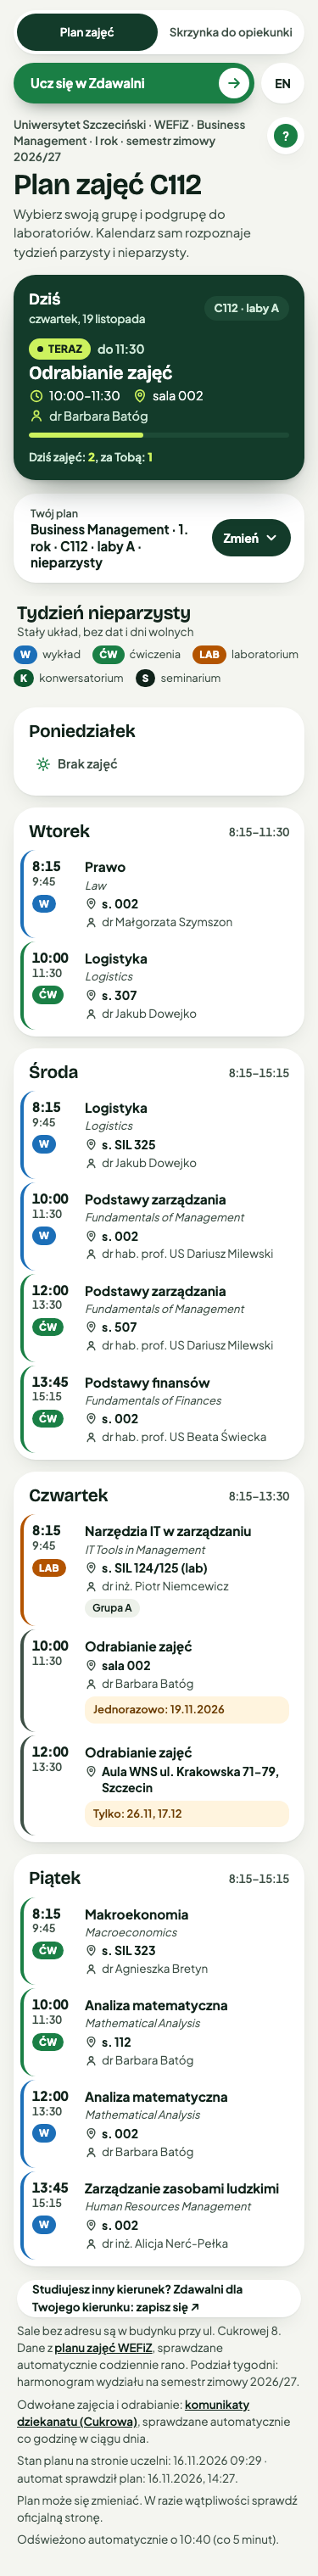 Plan zajęć
Skrzynka do opiekunki
Ucz się w Zdawalni
EN
Uniwersytet Szczeciński · WEFiZ · Business
Management · I rok · semestr zimowy
2026/27
?
Plan zajęć C112
Wybierz swoją grupę i podgrupę do
laboratoriów. Kalendarz sam rozpoznaje
tydzień parzysty i nieparzysty.
Dziś
czwartek, 19 listopada
C112 · laby A
TERAZ do 11:30
Odrabianie zajęć
10:00–11:30 sala 002
dr Barbara Batóg
Dziś zajęć: 2, za Tobą: 1
Twój plan
Business Management · 1.
rok · C112 · laby A ·
nieparzysty
Zmień
Tydzień nieparzysty
Stały układ, bez dat i dni wolnych
W wykład ĆW ćwiczenia LAB laboratorium
K konwersatorium S seminarium
Poniedziałek
Brak zajęć
Wtorek 8:15–11:30
8:15 Prawo
9:45 Law
W s. 002
dr Małgorzata Szymszon
10:00 Logistyka
11:30 Logistics
ĆW s. 307
dr Jakub Dowejko
Środa 8:15–15:15
8:15 Logistyka
9:45 Logistics
W s. SIL 325
dr Jakub Dowejko
10:00 Podstawy zarządzania
11:30 Fundamentals of Management
W s. 002
dr hab. prof. US Dariusz Milewski
12:00 Podstawy zarządzania
13:30 Fundamentals of Management
ĆW s. 507
dr hab. prof. US Dariusz Milewski
13:45 Podstawy finansów
15:15 Fundamentals of Finances
ĆW s. 002
dr hab. prof. US Beata Świecka
Czwartek 8:15–13:30
8:15 Narzędzia IT w zarządzaniu
9:45 IT Tools in Management
LAB s. SIL 124/125 (lab)
dr inż. Piotr Niemcewicz
Grupa A
10:00 Odrabianie zajęć
11:30 sala 002
dr Barbara Batóg
Jednorazowo: 19.11.2026
12:00 Odrabianie zajęć
13:30 Aula WNS ul. Krakowska 71-79,
Szczecin
Tylko: 26.11, 17.12
Piątek 8:15–15:15
8:15 Makroekonomia
9:45 Macroeconomics
ĆW s. SIL 323
dr Agnieszka Bretyn
10:00 Analiza matematyczna
11:30 Mathematical Analysis
ĆW s. 112
dr Barbara Batóg
12:00 Analiza matematyczna
13:30 Mathematical Analysis
W s. 002
dr Barbara Batóg
13:45 Zarządzanie zasobami ludzkimi
15:15 Human Resources Management
W s. 002
dr inż. Alicja Nerć-Pełka
Studiujesz inny kierunek? Zdawalni dla
Twojego kierunku: zapisz się ↗
Sale bez adresu są w budynku przy ul. Cukrowej 8.
Dane z planu zajęć WEFiZ, sprawdzane
automatycznie codziennie rano. Podział tygodni:
harmonogram wydziału na semestr zimowy 2026/27.
Odwołane zajęcia i odrabianie: komunikaty
dziekanatu (Cukrowa), sprawdzane automatycznie
co godzinę w ciągu dnia.
Stan planu na stronie uczelni: 16.11.2026 09:29 ·
automat sprawdził plan: 16.11.2026, 14:27.
Plan może się zmieniać. W razie wątpliwości sprawdź
oficjalną stronę.
Odświeżono automatycznie o 10:40 (co 5 minut).